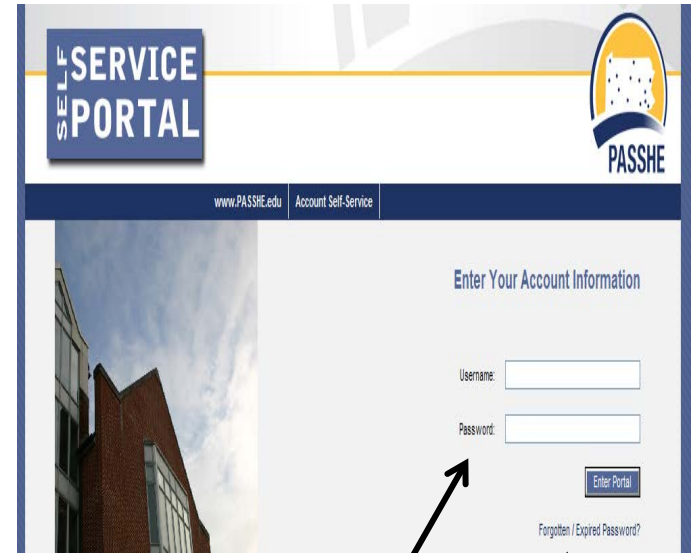 SELF
SERVICE
PORTAL
PASSHE
www.PASSHE.edu Account Self-Service
Enter Your Account Information
Username:
Password:
Enter Portal
Forgotten / Expired Password?